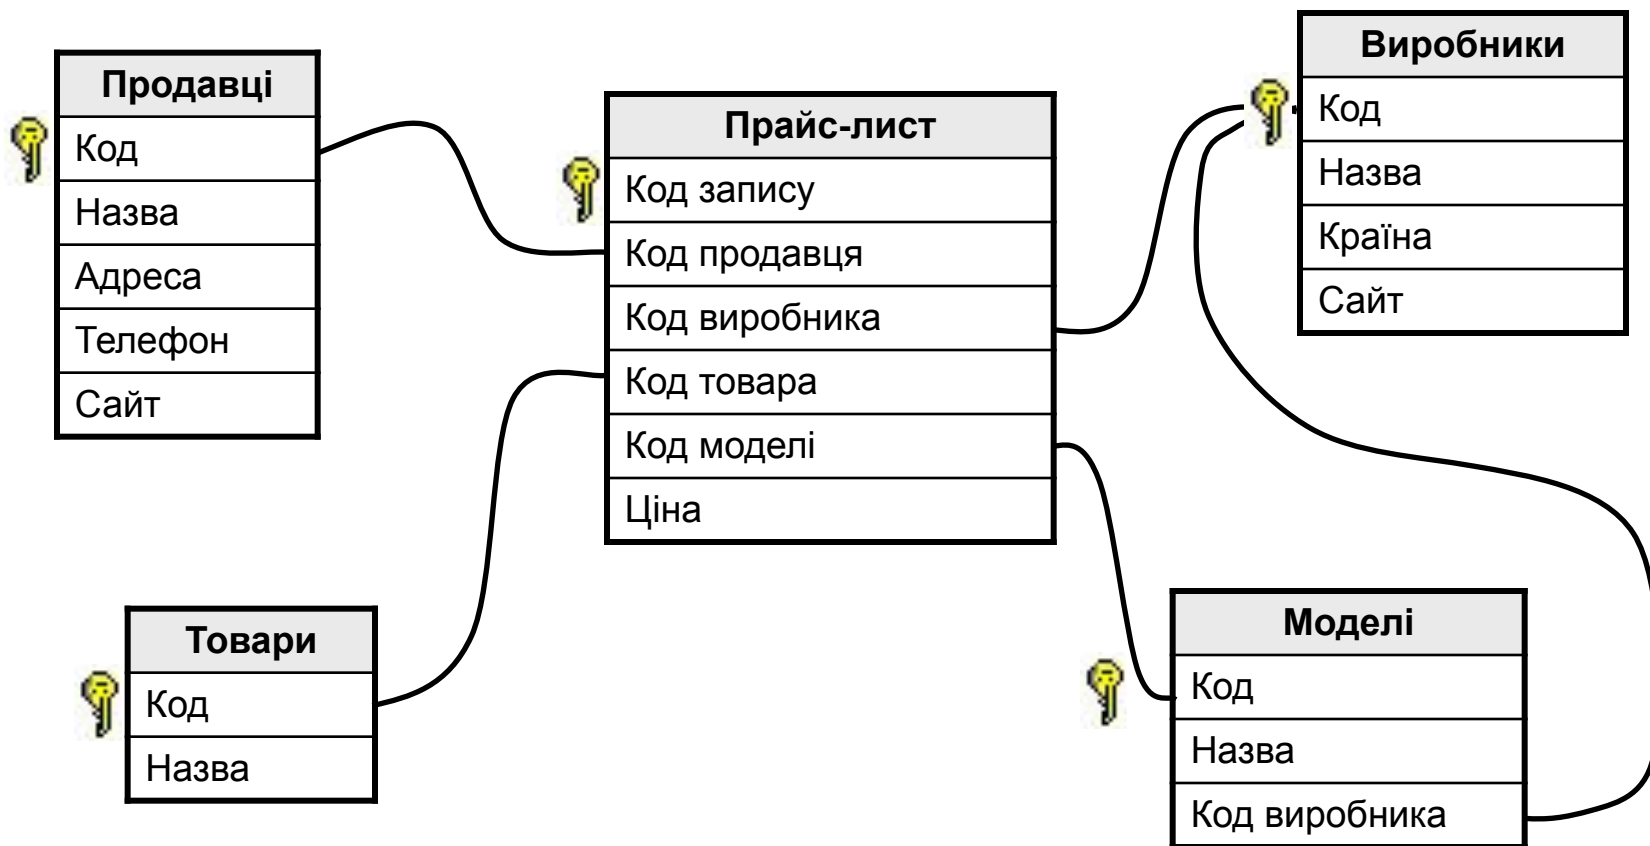 Продавці
Код
Назва
Адреса
Телефон
Сайт
Прайс-лист
Код запису
Код продавця
Код виробника
Код товара
Код моделі
Ціна
Виробники
Код
Назва
Країна
Сайт
Товари
Код
Назва
Моделі
Код
Назва
Код виробника